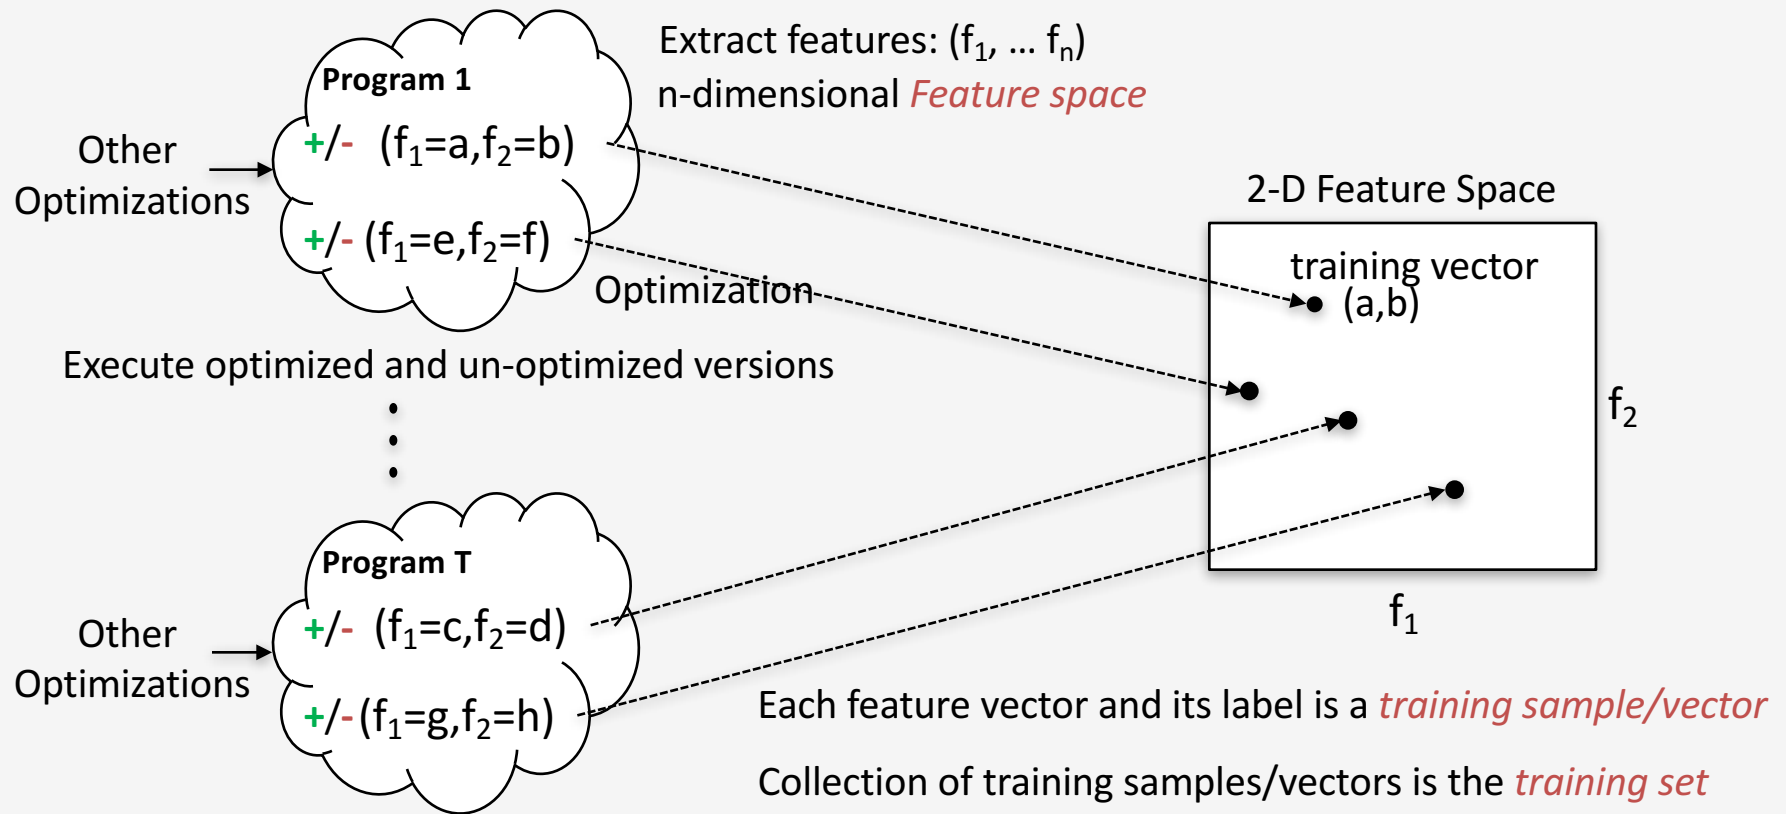 Extract features: (f₁, ... fₙ)
n-dimensional Feature space
Program 1
+/- (f₁=a,f₂=b)
Other
Optimizations
+/- (f₁=e,f₂=f)
Optimization
2-D Feature Space
training vector
(a,b)
f₂
f₁
Execute optimized and un-optimized versions
Program T
+/- (f₁=c,f₂=d)
Other
Optimizations
+/- (f₁=g,f₂=h)
Each feature vector and its label is a training sample/vector
Collection of training samples/vectors is the training set